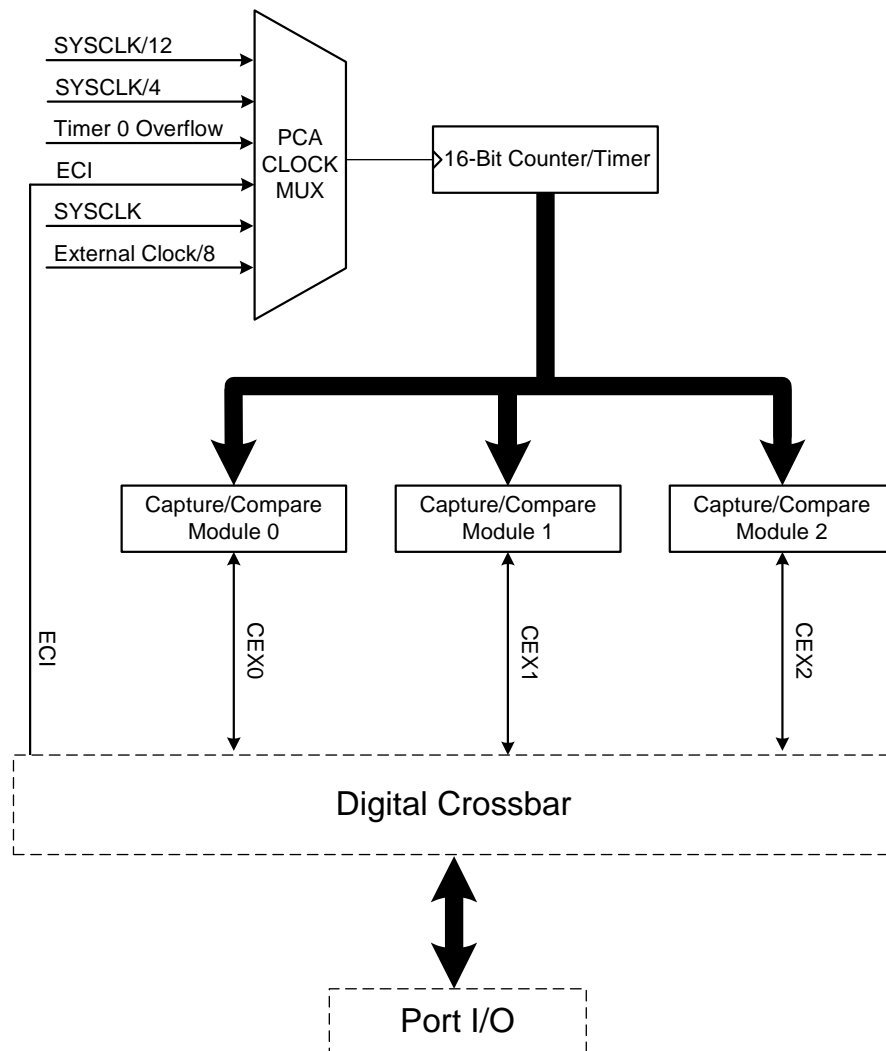 SYSCLK/12
SYSCLK/4
Timer 0 Overflow
ECI
SYSCLK
External Clock/8
PCA
CLOCK
MUX
16-Bit Counter/Timer
Capture/Compare
Module 0
Capture/Compare
Module 1
Capture/Compare
Module 2
ECI
CEX0
CEX1
CEX2
Digital Crossbar
Port I/O